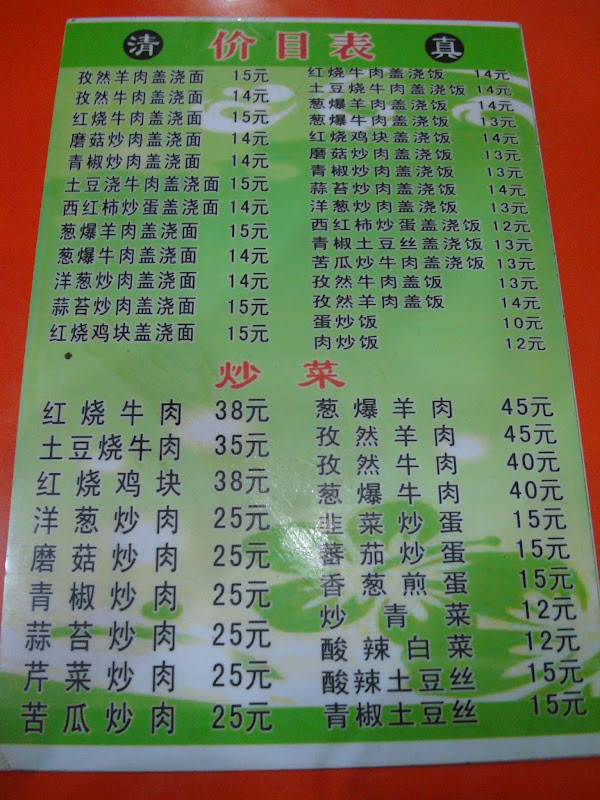 清 价目表 真
孜然羊肉盖浇面 15元
孜然牛肉盖浇面 14元
红烧牛肉盖浇面 15元
磨菇炒肉盖浇面 14元
青椒炒肉盖浇面 14元
土豆浇牛肉盖浇面 15元
西红柿炒蛋盖浇面 14元
葱爆羊肉盖浇面 15元
葱爆牛肉盖浇面 14元
洋葱炒肉盖浇面 14元
蒜苔炒肉盖浇面 15元
红烧鸡块盖浇面 15元
红烧牛肉盖浇饭 14元
土豆烧牛肉盖浇饭 14元
葱爆羊肉盖浇饭 14元
葱爆牛肉盖浇饭 13元
红烧鸡块盖浇饭 14元
磨菇炒肉盖浇饭 13元
青椒炒肉盖浇饭 13元
蒜苔炒肉盖浇饭 14元
洋葱炒肉盖浇饭 13元
西红柿炒蛋盖浇饭 12元
青椒土豆丝盖浇饭 13元
苦瓜炒牛肉盖浇饭 13元
孜然牛肉盖饭 13元
孜然羊肉盖饭 14元
蛋炒饭 10元
肉炒饭 12元
炒菜
红烧牛肉 38元
土豆烧牛肉 35元
红烧鸡块 38元
洋葱炒肉 25元
磨菇炒肉 25元
青椒炒肉 25元
蒜苔炒肉 25元
芹菜炒肉 25元
苦瓜炒肉 25元
葱爆羊肉 45元
孜然羊肉 45元
孜然牛肉 40元
葱爆牛肉 40元
韭菜炒蛋 15元
蕃茄炒蛋 15元
香葱煎蛋 15元
炒青菜 12元
酸辣白菜 12元
酸辣土豆丝 15元
青椒土豆丝 15元